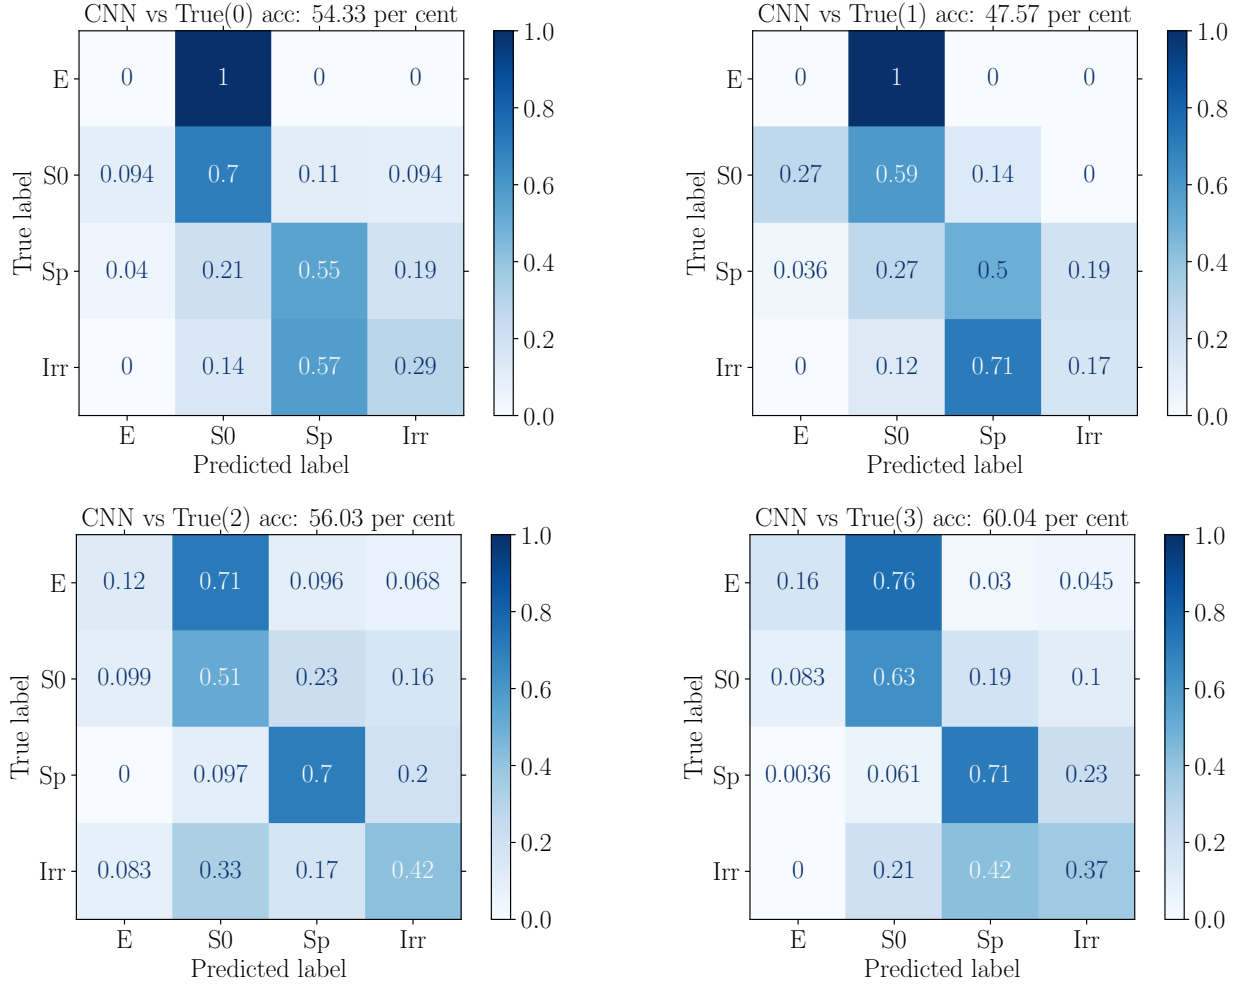 CNN vs True(0) acc: 54.33 per cent
E 0 1 0 0
S0 0.094 0.7 0.11 0.094
Sp 0.04 0.21 0.55 0.19
Irr 0 0.14 0.57 0.29
E S0 Sp Irr
Predicted label
True label
1.0
0.8
0.6
0.4
0.2
0.0
CNN vs True(1) acc: 47.57 per cent
E 0 1 0 0
S0 0.27 0.59 0.14 0
Sp 0.036 0.27 0.5 0.19
Irr 0 0.12 0.71 0.17
E S0 Sp Irr
Predicted label
True label
1.0
0.8
0.6
0.4
0.2
0.0
CNN vs True(2) acc: 56.03 per cent
E 0.12 0.71 0.096 0.068
S0 0.099 0.51 0.23 0.16
Sp 0 0.097 0.7 0.2
Irr 0.083 0.33 0.17 0.42
E S0 Sp Irr
Predicted label
True label
1.0
0.8
0.6
0.4
0.2
0.0
CNN vs True(3) acc: 60.04 per cent
E 0.16 0.76 0.03 0.045
S0 0.083 0.63 0.19 0.1
Sp 0.0036 0.061 0.71 0.23
Irr 0 0.21 0.42 0.37
E S0 Sp Irr
Predicted label
True label
1.0
0.8
0.6
0.4
0.2
0.0